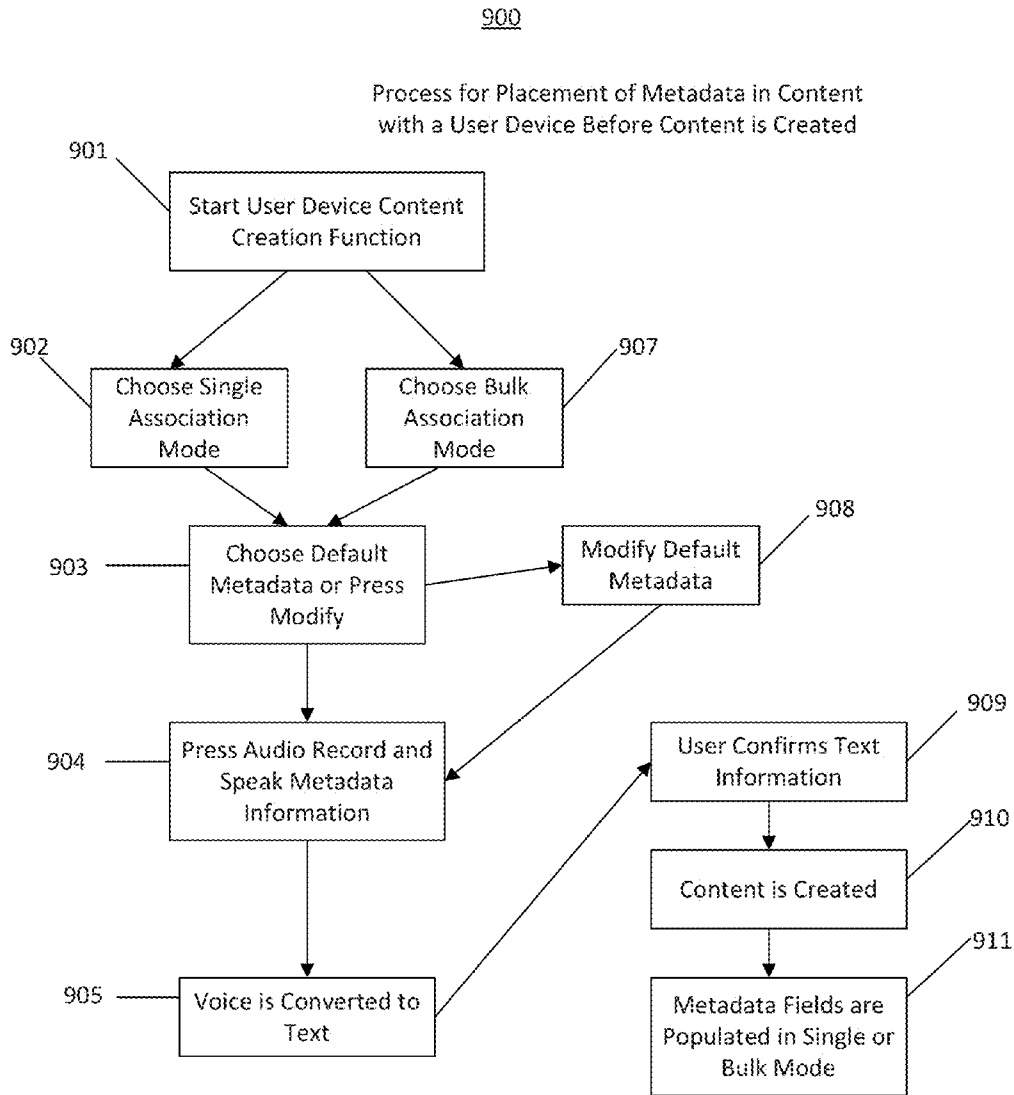 900
Process for Placement of Metadata in Content
with a User Device Before Content is Created
901
Start User Device Content
Creation Function
902
Choose Single
Association
Mode
907
Choose Bulk
Association
Mode
903
Choose Default
Metadata or Press
Modify
908
Modify Default
Metadata
904
Press Audio Record and
Speak Metadata
Information
909
User Confirms Text
Information
910
Content is Created
905
Voice is Converted to
Text
911
Metadata Fields are
Populated in Single or
Bulk Mode